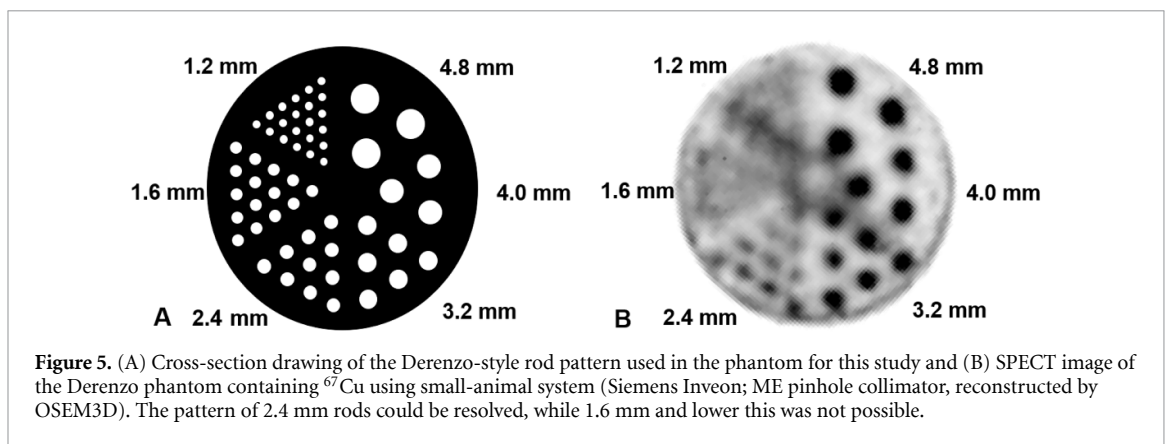 1.2 mm 4.8 mm 1.2 mm 4.8 mm
1.6 mm 4.0 mm 1.6 mm 4.0 mm
A 2.4 mm 3.2 mm B 2.4 mm 3.2 mm
Figure 5. (A) Cross-section drawing of the Derenzo-style rod pattern used in the phantom for this study and (B) SPECT image of
the Derenzo phantom containing ⁶⁷Cu using small-animal system (Siemens Inveon; ME pinhole collimator, reconstructed by
OSEM3D). The pattern of 2.4 mm rods could be resolved, while 1.6 mm and lower this was not possible.